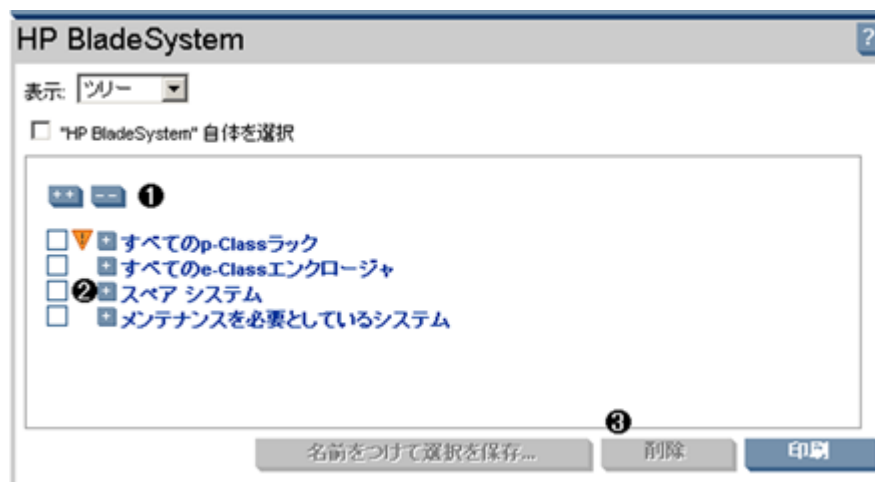 HP BladeSystem
?
表示: ツリー
"HP BladeSystem" 自体を選択
++ -- ❶
すべてのp-Classラック
すべてのe-Classエンクロージャ
❷ スペア システム
メンテナンスを必要としているシステム
❸
名前をつけて選択を保存... 削除 印刷